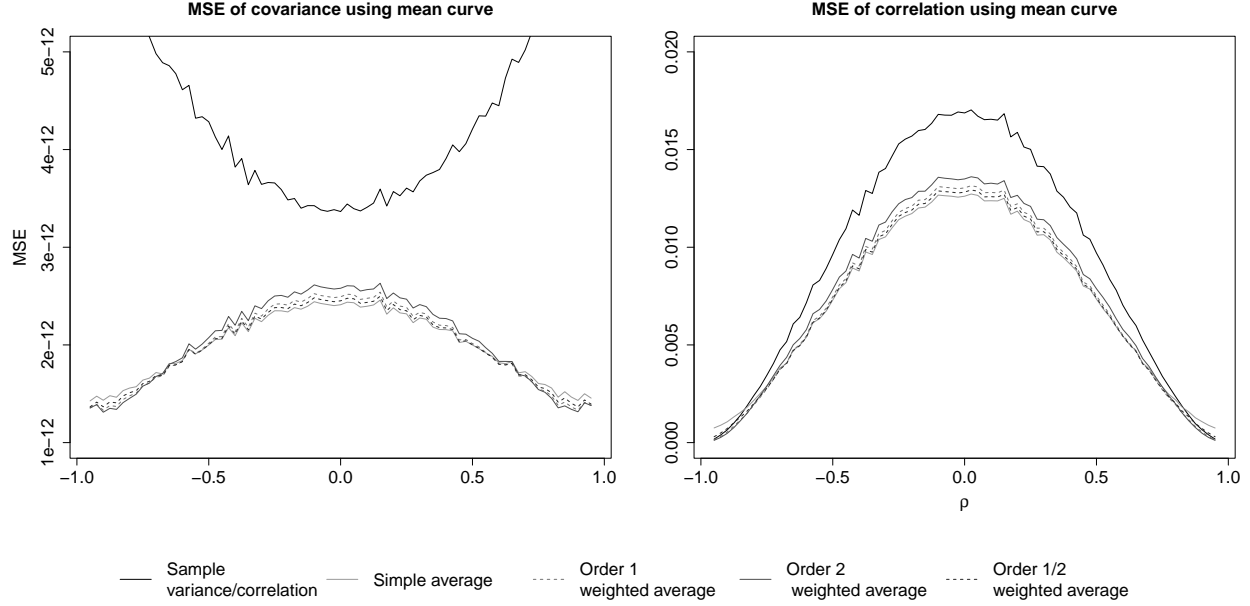 MSE of covariance using mean curve
MSE
5e−12
4e−12
3e−12
2e−12
1e−12
−1.0 −0.5 0.0 0.5 1.0
MSE of correlation using mean curve
0.020
0.015
0.010
0.005
0.000
−1.0 −0.5 0.0 0.5 1.0
ρ
Sample
variance/correlation
Simple average
Order 1
weighted average
Order 2
weighted average
Order 1/2
weighted average